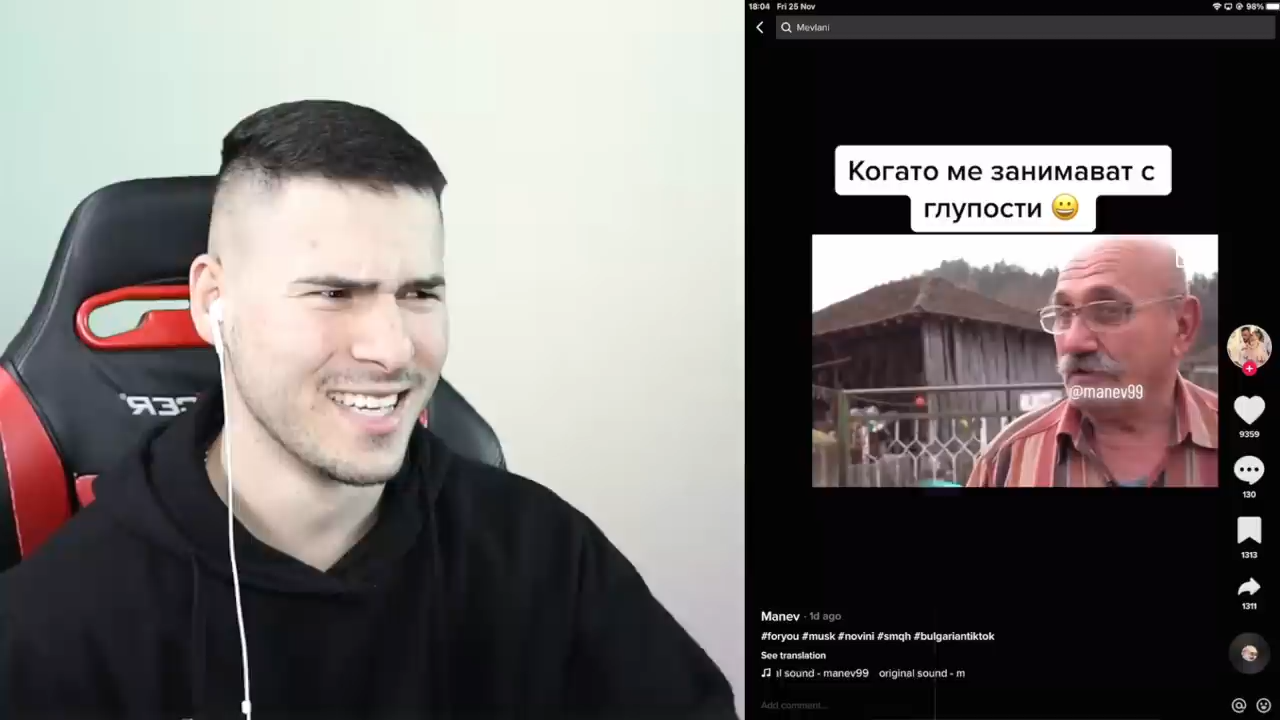 18:04 Fri 25 Nov
98%
Mevlani
Когато ме занимават с
глупости 😀
@manev99
9359
130
1313
1311
Manev · 1d ago
#foryou #musk #novini #smqh #bulgariantiktok
See translation
ıl sound - manev99 original sound - m
Add comment...